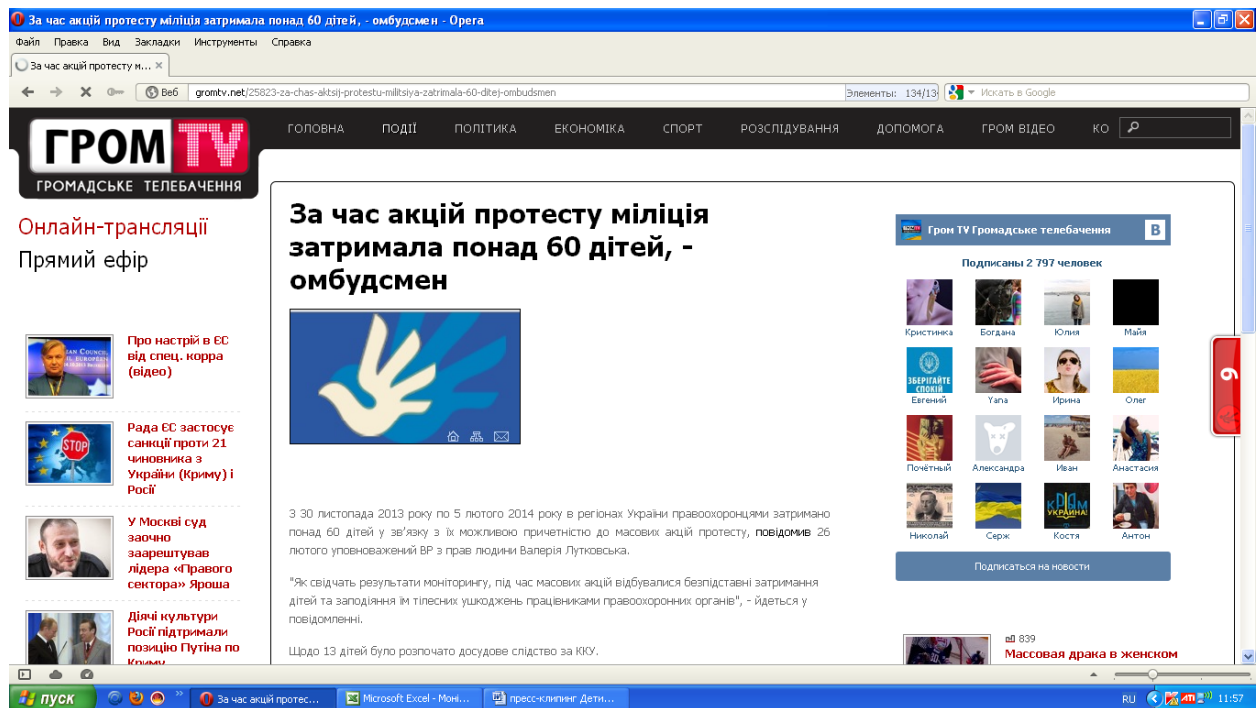 За час акцій протесту міліція затримала понад 60 дітей, - омбудсмен - Opera
Файл Правка Вид Закладки Инструменты Справка
За час акцій протесту м...
Веб gromtv.net/25823-za-chas-aktsij-protestu-militsiya-zatrimala-60-ditej-ombudsmen
Элементы: 134/13
Искать в Google
ГРОМ TV
ГРОМАДСЬКЕ ТЕЛЕБАЧЕННЯ
ГОЛОВНА ПОДІЇ ПОЛІТИКА ЕКОНОМІКА СПОРТ РОЗСЛІДУВАННЯ ДОПОМОГА ГРОМ ВІДЕО КО
Онлайн-трансляції
Прямий ефір
Про настрій в ЄС
від спец. корра
(відео)
STOP
Рада ЄС застосує
санкції проти 21
чиновника з
України (Криму) і
Росії
У Москві суд
заочно
заарештував
лідера «Правого
сектора» Яроша
Діячі культури
Росії підтримали
позицію Путіна по
Криму
За час акцій протесту міліція
затримала понад 60 дітей, -
омбудсмен
З 30 листопада 2013 року по 5 лютого 2014 року в регіонах України правоохоронцями затримано
понад 60 дітей у зв'язку з їх можливою причетністю до масових акцій протесту, повідомив 26
лютого уповноважений ВР з прав людини Валерія Лутковська.
"Як свідчать результати моніторингу, під час масових акцій відбувалися безпідставні затримання
дітей та заподіяння їм тілесних ушкоджень працівниками правоохоронних органів", - йдеться у
повідомленні.
Щодо 13 дітей було розпочато досудове слідство за ККУ.
Гром TV Громадське телебачення
B
Подписаны 2 797 человек
Кристинка Богдана Юлия Майя
ЗБЕРІГАЙТЕ
СПОКІЙ
Евгений Yana Ирина Олег
Почётный Александра Иван Анастасия
КРІМ
УКРАИНА!
Николай Серж Костя Антон
Подписаться на новости
839
Массовая драка в женском
6
пуск
За час акцій протес...
Microsoft Excel - Моні...
пресс-клипинг Дети...
RU
ATI
11:57